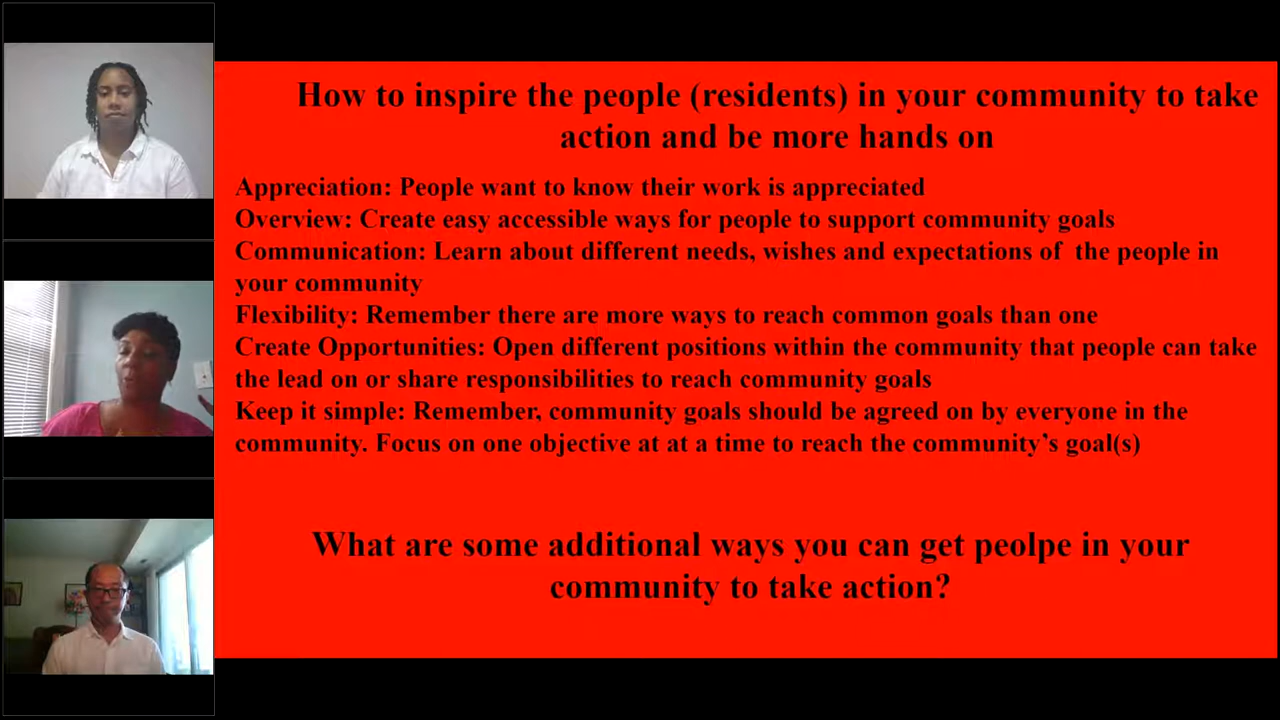 How to inspire the people (residents) in your community to take
action and be more hands on
Appreciation: People want to know their work is appreciated
Overview: Create easy accessible ways for people to support community goals
Communication: Learn about different needs, wishes and expectations of  the people in
your community
Flexibility: Remember there are more ways to reach common goals than one
Create Opportunities: Open different positions within the community that people can take
the lead on or share responsibilities to reach community goals
Keep it simple: Remember, community goals should be agreed on by everyone in the
community. Focus on one objective at at a time to reach the community’s goal(s)
What are some additional ways you can get peolpe in your
community to take action?